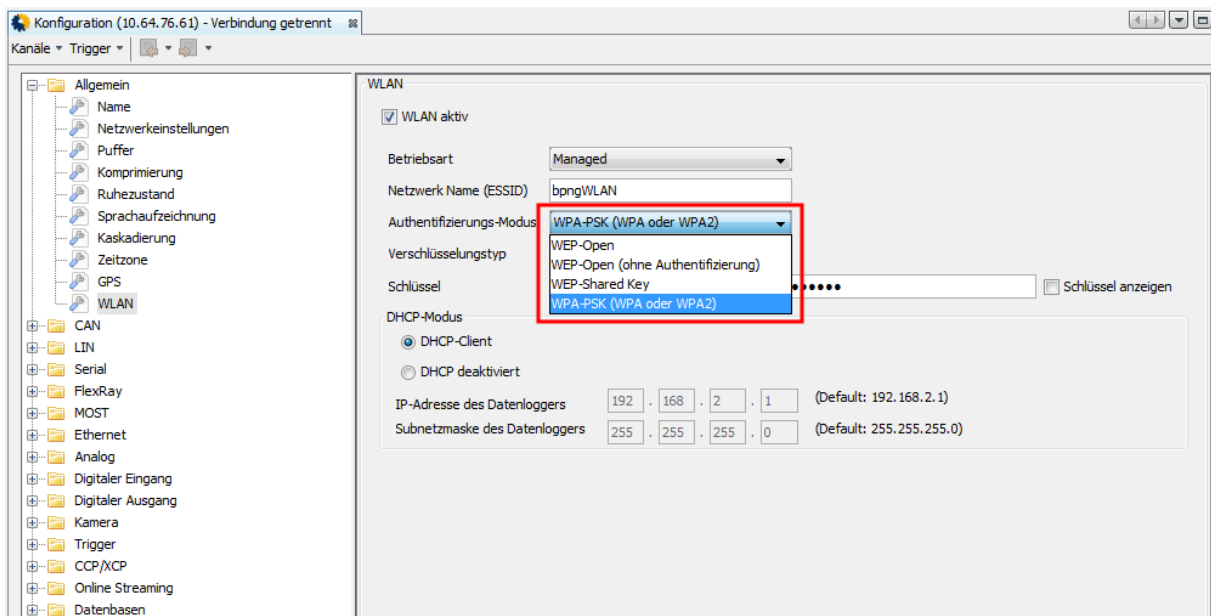 Konfiguration (10.64.76.61) - Verbindung getrennt
Kanäle Trigger
Allgemein
Name
Netzwerkeinstellungen
Puffer
Komprimierung
Ruhezustand
Sprachaufzeichnung
Kaskadierung
Zeitzone
GPS
WLAN
CAN
LIN
Serial
FlexRay
MOST
Ethernet
Analog
Digitaler Eingang
Digitaler Ausgang
Kamera
Trigger
CCP/XCP
Online Streaming
Datenbasen
WLAN
WLAN aktiv
Betriebsart Managed
Netzwerk Name (ESSID) bpngWLAN
Authentifizierungs-Modus WPA-PSK (WPA oder WPA2)
WEP-Open
Verschlüsselungstyp WEP-Open (ohne Authentifizierung)
WEP-Shared Key
Schlüssel ●●●●●● Schlüssel anzeigen
WPA-PSK (WPA oder WPA2)
DHCP-Modus
DHCP-Client
DHCP deaktiviert
IP-Adresse des Datenloggers 192 . 168 . 2 . 1 (Default: 192.168.2.1)
Subnetzmaske des Datenloggers 255 . 255 . 255 . 0 (Default: 255.255.255.0)